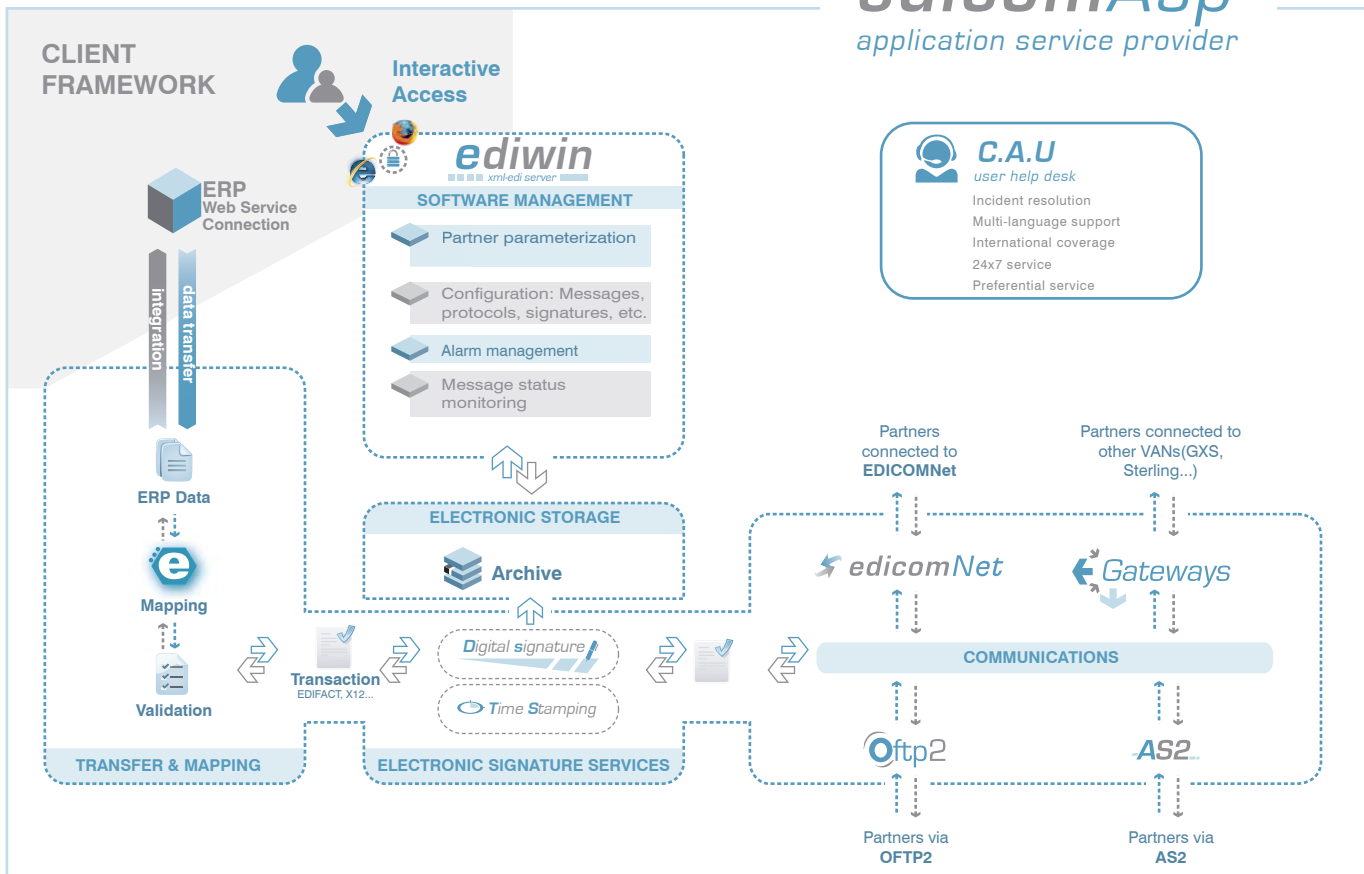 edicomAsp
application service provider
CLIENT
FRAMEWORK
Interactive
Access
ERP
Web Service
Connection
integration
data transfer
ediwin
xml-edi server
SOFTWARE MANAGEMENT
Partner parameterization
Configuration: Messages,
protocols, signatures, etc.
Alarm management
Message status
monitoring
C.A.U
user help desk
Incident resolution
Multi-language support
International coverage
24x7 service
Preferential service
ERP Data
Mapping
Validation
TRANSFER & MAPPING
Transaction
EDIFACT, X12...
ELECTRONIC STORAGE
Archive
Digital signature
Time Stamping
ELECTRONIC SIGNATURE SERVICES
Partners
connected to
EDICOMNet
Partners connected to
other VANs(GXS,
Sterling...)
edicomNet
Gateways
COMMUNICATIONS
Oftp2
AS2
Partners via
OFTP2
Partners via
AS2